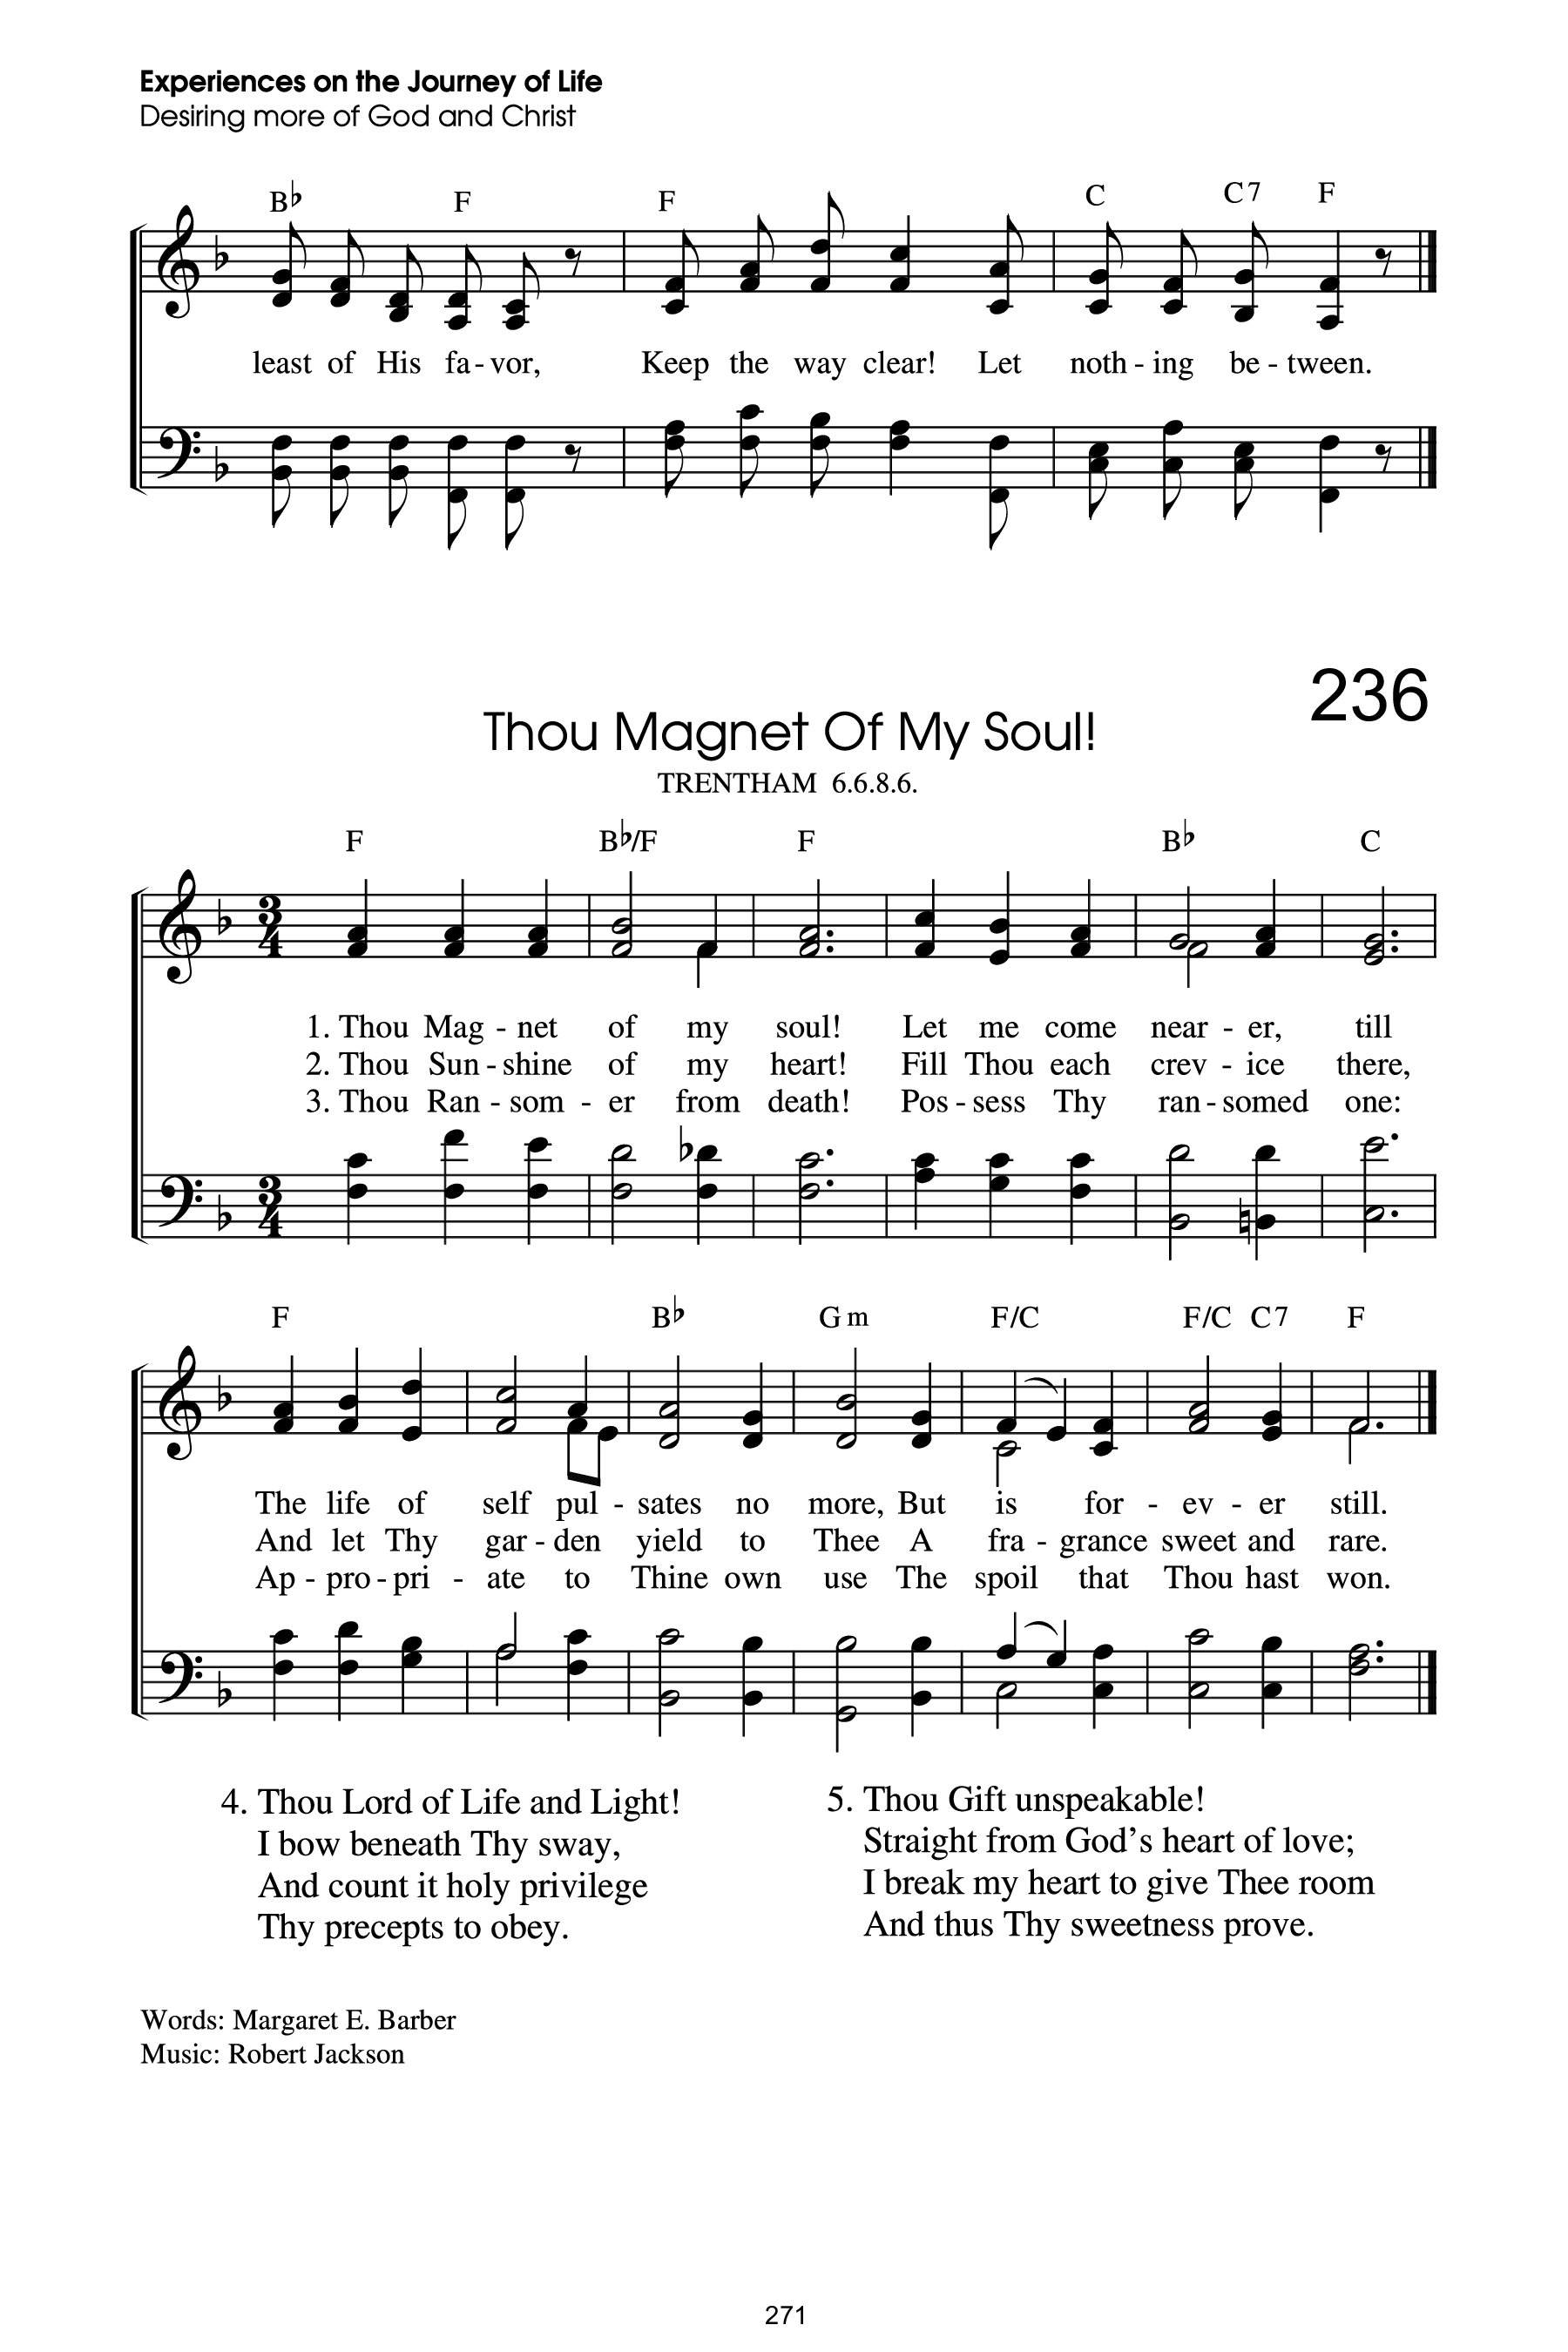 Experiences on the Journey of Life
Desiring more of God and Christ
B♭ F F C C7 F
least of His fa - vor, Keep the way clear! Let noth - ing be - tween.
236
Thou Magnet Of My Soul!
TRENTHAM 6.6.8.6.
F B♭/F F B♭ C
3 4
1. Thou Mag - net of my soul! Let me come near - er, till
2. Thou Sun - shine of my heart! Fill Thou each crev - ice there,
3. Thou Ran - som - er from death! Pos - sess Thy ran - somed one:
3 4
F B♭ Gm F/C F/C C7 F
The life of self pul - sates no more, But is for - ev - er still.
And let Thy gar - den yield to Thee A fra - grance sweet and rare.
Ap - pro - pri - ate to Thine own use The spoil that Thou hast won.
4. Thou Lord of Life and Light!
I bow beneath Thy sway,
And count it holy privilege
Thy precepts to obey.
5. Thou Gift unspeakable!
Straight from God's heart of love;
I break my heart to give Thee room
And thus Thy sweetness prove.
Words: Margaret E. Barber
Music: Robert Jackson
271